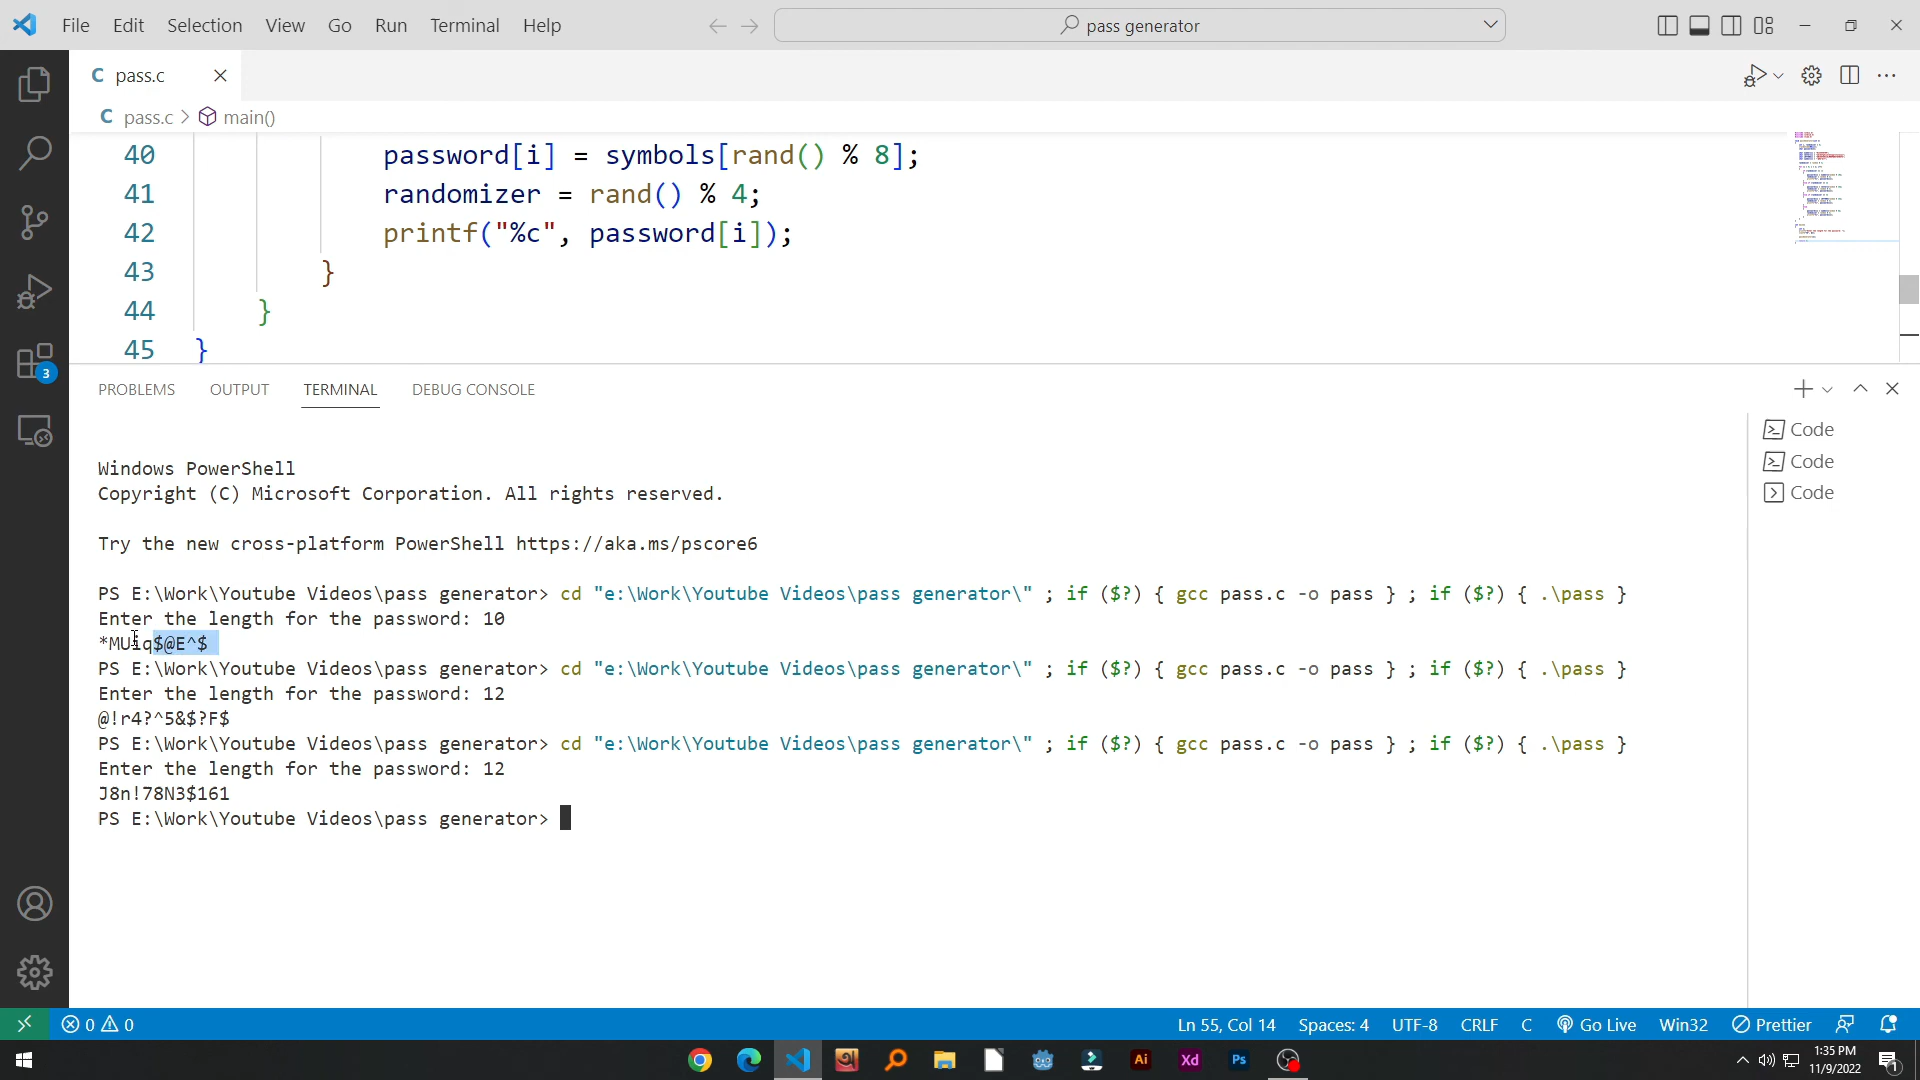 File Edit Selection View Go Run Terminal Help
pass generator
C pass.c
C pass.c > main()
40 password[i] = symbols[rand() % 8];
41 randomizer = rand() % 4;
42 printf("%c", password[i]);
43 }
44 }
45 }
PROBLEMS OUTPUT TERMINAL DEBUG CONSOLE
Code
Code
Code
3
Windows PowerShell
Copyright (C) Microsoft Corporation. All rights reserved.
Try the new cross-platform PowerShell https://aka.ms/pscore6
PS E:\Work\Youtube Videos\pass generator> cd "e:\Work\Youtube Videos\pass generator\" ; if ($?) { gcc pass.c -o pass } ; if ($?) { .\pass }
Enter the length for the password: 10
*MUiq$@E^$
PS E:\Work\Youtube Videos\pass generator> cd "e:\Work\Youtube Videos\pass generator\" ; if ($?) { gcc pass.c -o pass } ; if ($?) { .\pass }
Enter the length for the password: 12
@!r4?^5&$?F$
PS E:\Work\Youtube Videos\pass generator> cd "e:\Work\Youtube Videos\pass generator\" ; if ($?) { gcc pass.c -o pass } ; if ($?) { .\pass }
Enter the length for the password: 12
J8n!78N3$161
PS E:\Work\Youtube Videos\pass generator>
0 0 Ln 55, Col 14 Spaces: 4 UTF-8 CRLF C Go Live Win32 Prettier
Ai Xd Ps
1:35 PM
11/9/2022
1